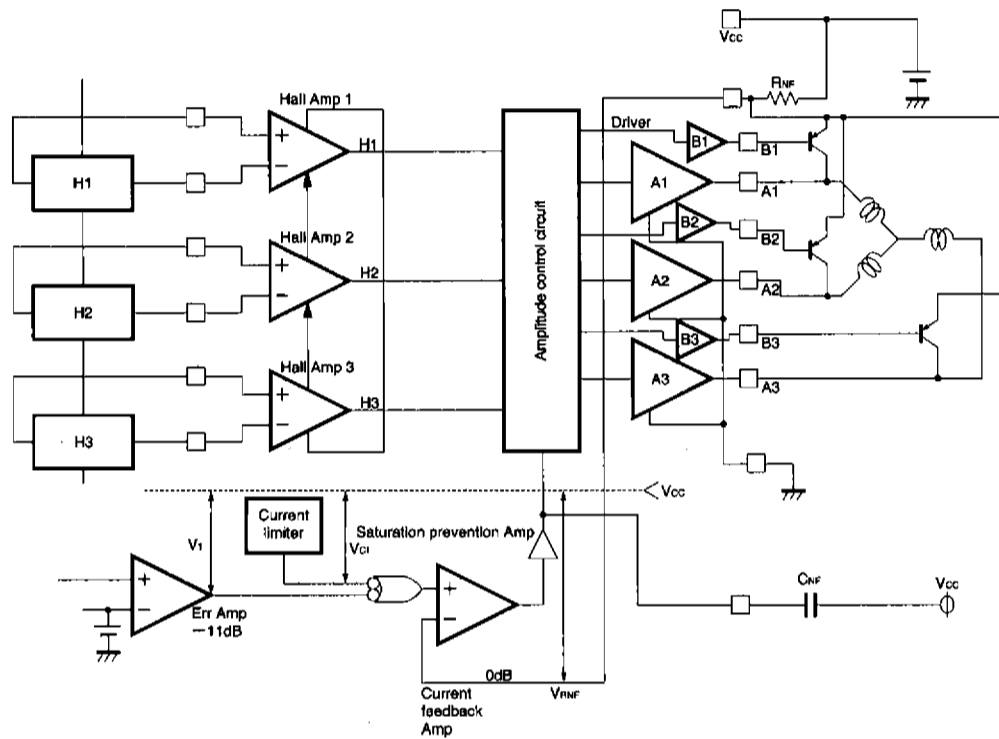 Vcc
RNF
Hall Amp 1
Driver
+
−
H1
H1
B1
B1
A1
A1
Hall Amp 2
+
−
H2
H2
B2
B2
A2
A2
Amplitude control circuit
Hall Amp 3
+
−
H3
H3
B3
B3
A3
A3
Vcc
Current
limiter
Saturation prevention Amp
V1
VCI
+
−
Err Amp
−11dB
+
−
CNF
Vcc
0dB
VRNF
Current
feedback
Amp